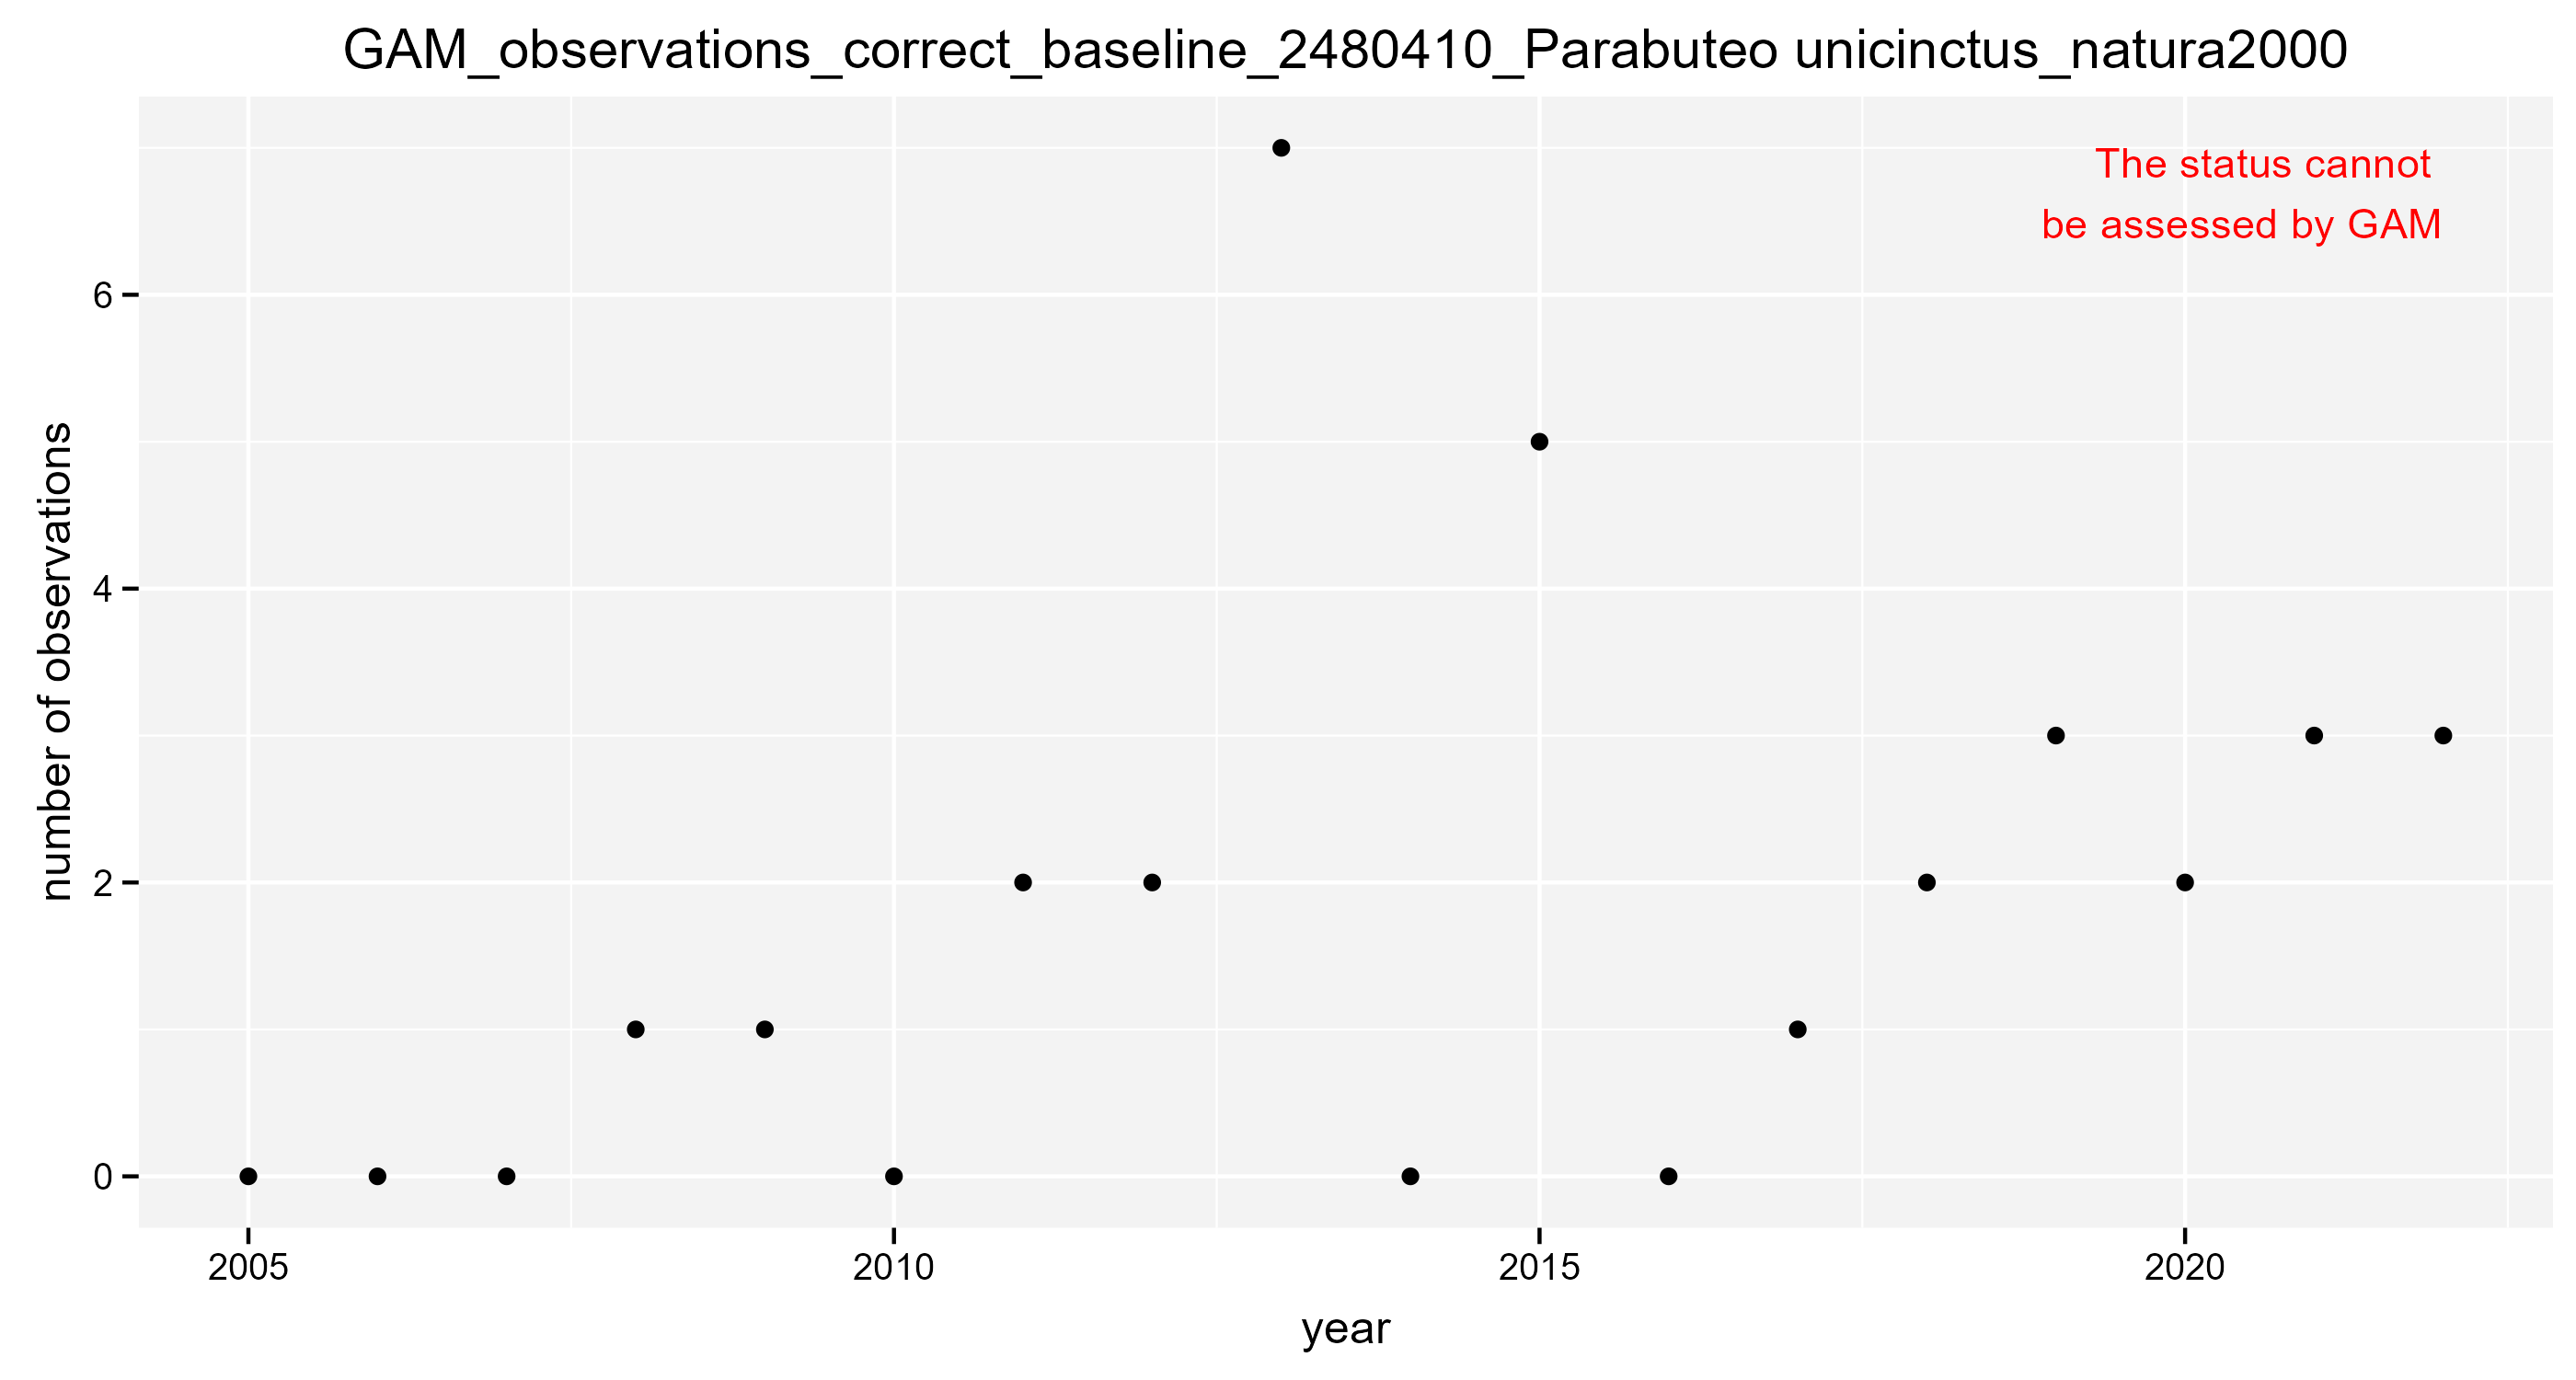 GAM_observations_correct_baseline_2480410_Parabuteo unicinctus_natura2000
The status cannot
be assessed by GAM
number of observations
6
4
2
0
2005
2010
2015
2020
year